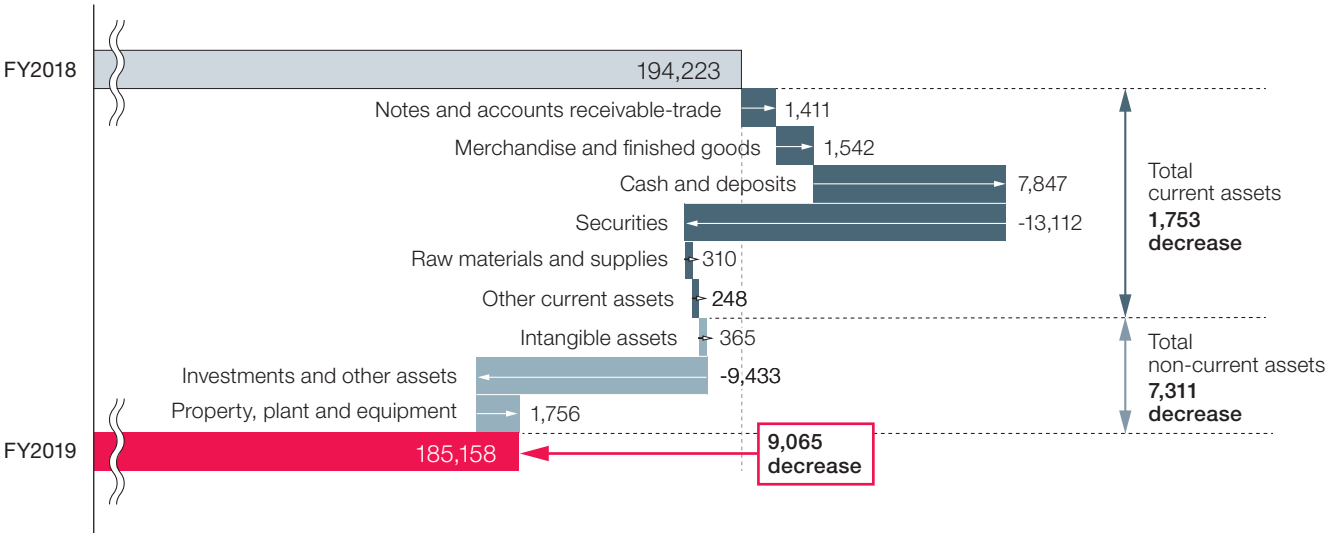 FY2018
194,223
Notes and accounts receivable-trade
1,411
Merchandise and finished goods
1,542
Cash and deposits
7,847
Securities
-13,112
Raw materials and supplies
310
Other current assets
248
Total
current assets
1,753
decrease
Intangible assets
365
Investments and other assets
-9,433
Property, plant and equipment
1,756
Total
non-current assets
7,311
decrease
FY2019
185,158
9,065
decrease